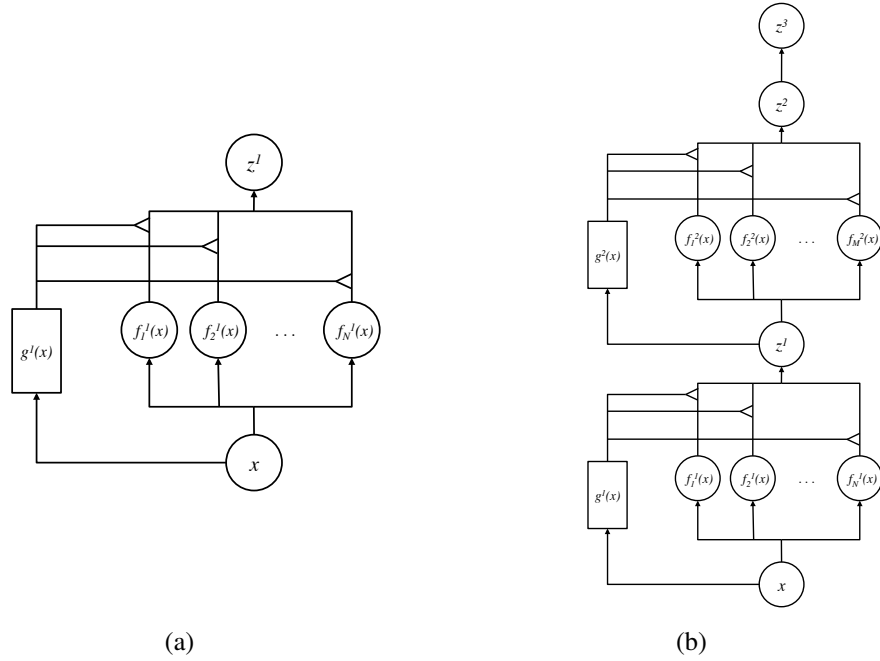 z¹
g¹(x)
f₁¹(x) f₂¹(x) . . . f_N¹(x)
x
(a)
z³
z²
g²(x)
f₁²(x) f₂²(x) . . . f_M²(x)
z¹
g¹(x)
f₁¹(x) f₂¹(x) . . . f_N¹(x)
x
(b)